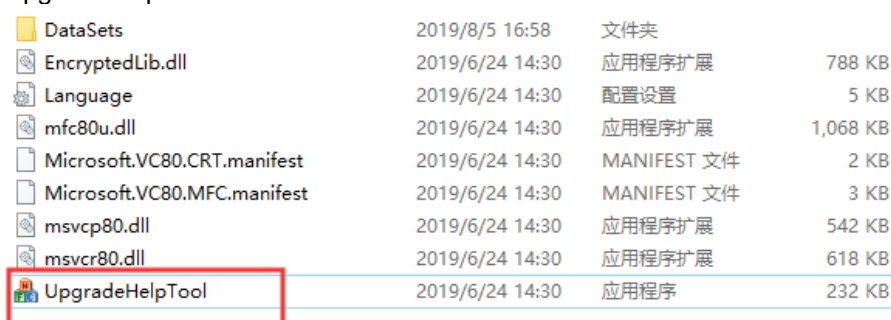 DataSets 2019/8/5 16:58 文件夹
EncryptedLib.dll 2019/6/24 14:30 应用程序扩展 788 KB
Language 2019/6/24 14:30 配置设置 5 KB
mfc80u.dll 2019/6/24 14:30 应用程序扩展 1,068 KB
Microsoft.VC80.CRT.manifest 2019/6/24 14:30 MANIFEST 文件 2 KB
Microsoft.VC80.MFC.manifest 2019/6/24 14:30 MANIFEST 文件 3 KB
msvcp80.dll 2019/6/24 14:30 应用程序扩展 542 KB
msvcr80.dll 2019/6/24 14:30 应用程序扩展 618 KB
UpgradeHelpTool 2019/6/24 14:30 应用程序 232 KB